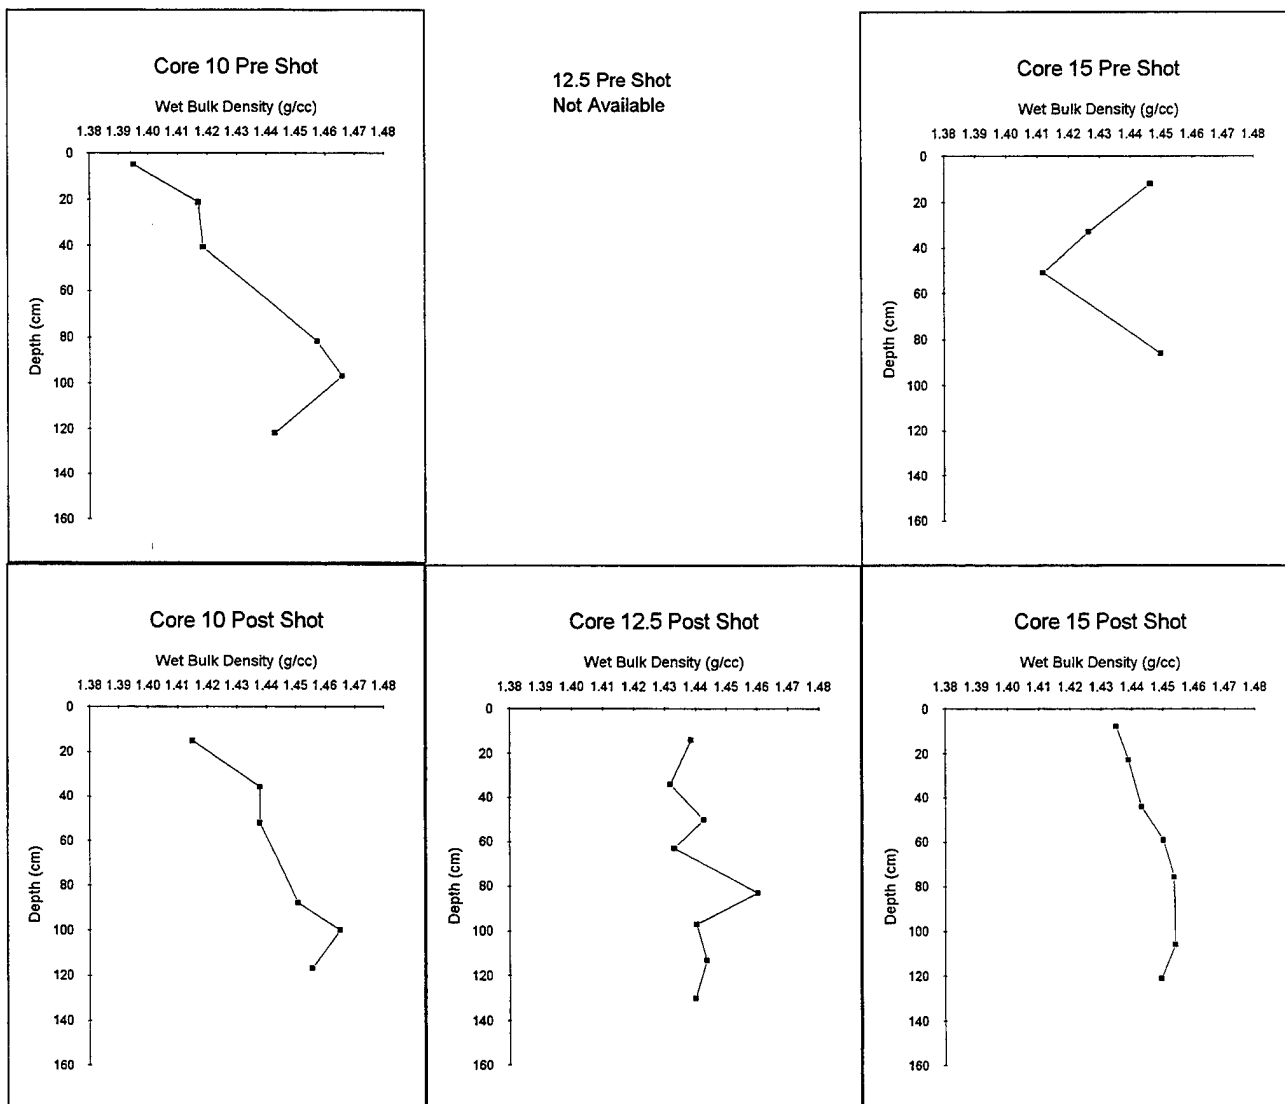 Core 10 Pre Shot
Wet Bulk Density (g/cc)
1.38 1.39 1.40 1.41 1.42 1.43 1.44 1.45 1.46 1.47 1.48
0
20
40
60
80
100
120
140
160
Depth (cm)
12.5 Pre Shot
Not Available
Core 15 Pre Shot
Wet Bulk Density (g/cc)
1.38 1.39 1.40 1.41 1.42 1.43 1.44 1.45 1.46 1.47 1.48
0
20
40
60
80
100
120
140
160
Depth (cm)
Core 10 Post Shot
Wet Bulk Density (g/cc)
1.38 1.39 1.40 1.41 1.42 1.43 1.44 1.45 1.46 1.47 1.48
0
20
40
60
80
100
120
140
160
Depth (cm)
Core 12.5 Post Shot
Wet Bulk Density (g/cc)
1.38 1.39 1.40 1.41 1.42 1.43 1.44 1.45 1.46 1.47 1.48
0
20
40
60
80
100
120
140
160
Depth (cm)
Core 15 Post Shot
Wet Bulk Density (g/cc)
1.38 1.39 1.40 1.41 1.42 1.43 1.44 1.45 1.46 1.47 1.48
0
20
40
60
80
100
120
140
160
Depth (cm)